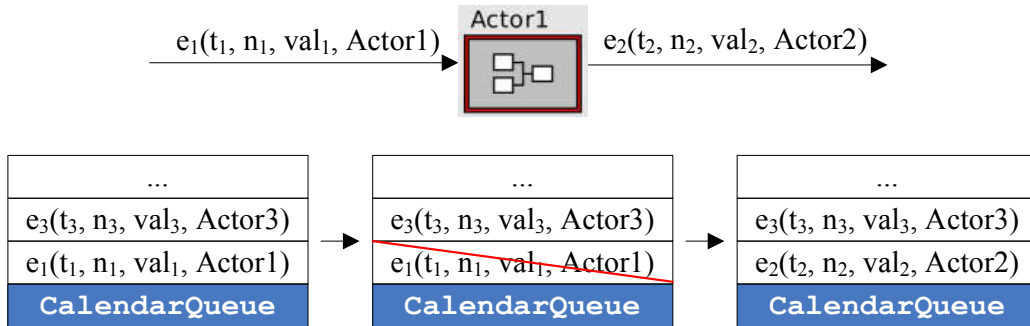 Actor1
e₁(t₁, n₁, val₁, Actor1)
e₂(t₂, n₂, val₂, Actor2)
...
e₃(t₃, n₃, val₃, Actor3)
e₁(t₁, n₁, val₁, Actor1)
CalendarQueue
...
e₃(t₃, n₃, val₃, Actor3)
e₁(t₁, n₁, val₁, Actor1)
CalendarQueue
...
e₃(t₃, n₃, val₃, Actor3)
e₂(t₂, n₂, val₂, Actor2)
CalendarQueue